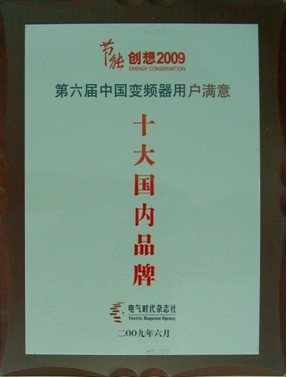 节能 创想2009
ENERGY CONSERVATION
第六届中国变频器用户满意
十大国内品牌
电气时代杂志社
Electric Magazine Agency
二〇〇九年六月